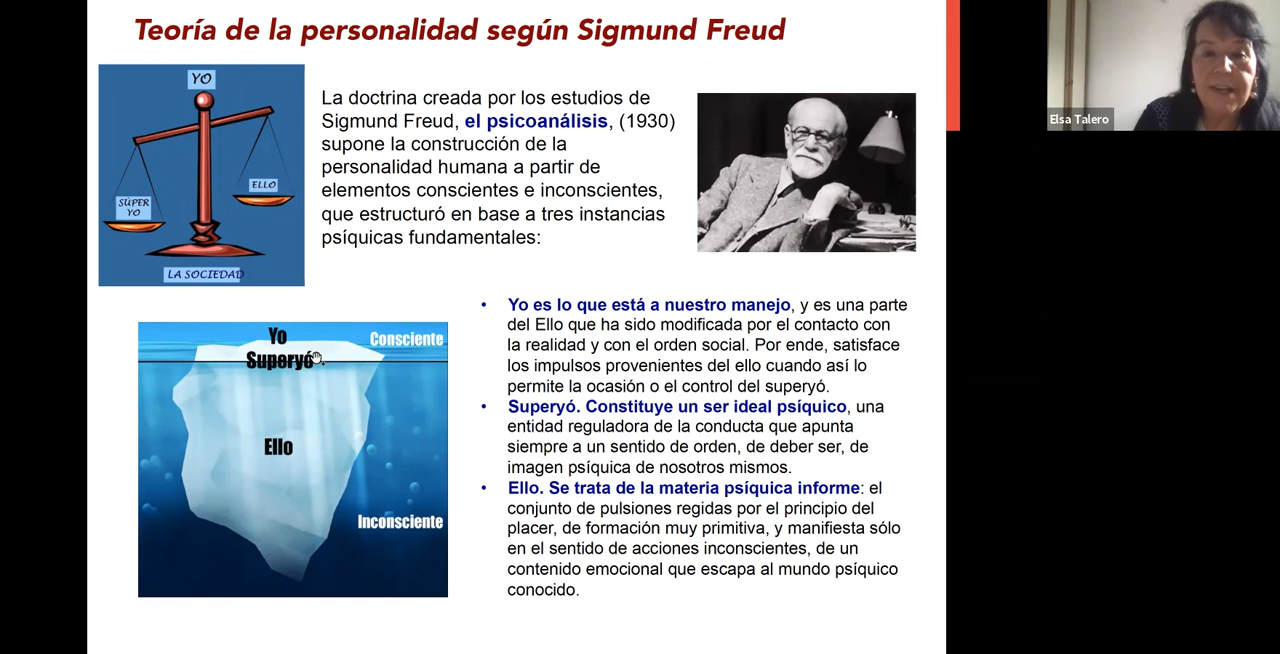 Teoría de la personalidad según Sigmund Freud
YO
ELLO
SÚPER
YO
LA SOCIEDAD
La doctrina creada por los estudios de
Sigmund Freud, el psicoanálisis, (1930)
supone la construcción de la
personalidad humana a partir de
elementos conscientes e inconscientes,
que estructuró en base a tres instancias
psíquicas fundamentales:
Elsa Talero
Yo
Consciente
Superyó
Ello
Inconsciente
• Yo es lo que está a nuestro manejo, y es una parte
del Ello que ha sido modificada por el contacto con
la realidad y con el orden social. Por ende, satisface
los impulsos provenientes del ello cuando así lo
permite la ocasión o el control del superyó.
• Superyó. Constituye un ser ideal psíquico, una
entidad reguladora de la conducta que apunta
siempre a un sentido de orden, de deber ser, de
imagen psíquica de nosotros mismos.
• Ello. Se trata de la materia psíquica informe: el
conjunto de pulsiones regidas por el principio del
placer, de formación muy primitiva, y manifiesta sólo
en el sentido de acciones inconscientes, de un
contenido emocional que escapa al mundo psíquico
conocido.